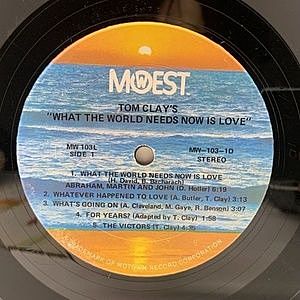 MOWEST
TOM CLAY'S
"WHAT THE WORLD NEEDS NOW IS LOVE"
MW 103L
SIDE 1
MW-103-1D
STEREO
1. WHAT THE WORLD NEEDS NOW IS LOVE
(H. David, B. Bacharach)
ABRAHAM, MARTIN AND JOHN (D. Holler) 6:19
2. WHATEVER HAPPENED TO LOVE (A. Butler, T. Clay) 3:10
3. WHAT'S GOING ON (A. Cleveland, M. Gaye, R. Benson) 3:07
4. FOR YEARS? (Adapted by T. Clay) 1:58
5. THE VICTORS (T. Clay) 4:35
TRADEMARK OF MOTOWN RECORD CORPORATION